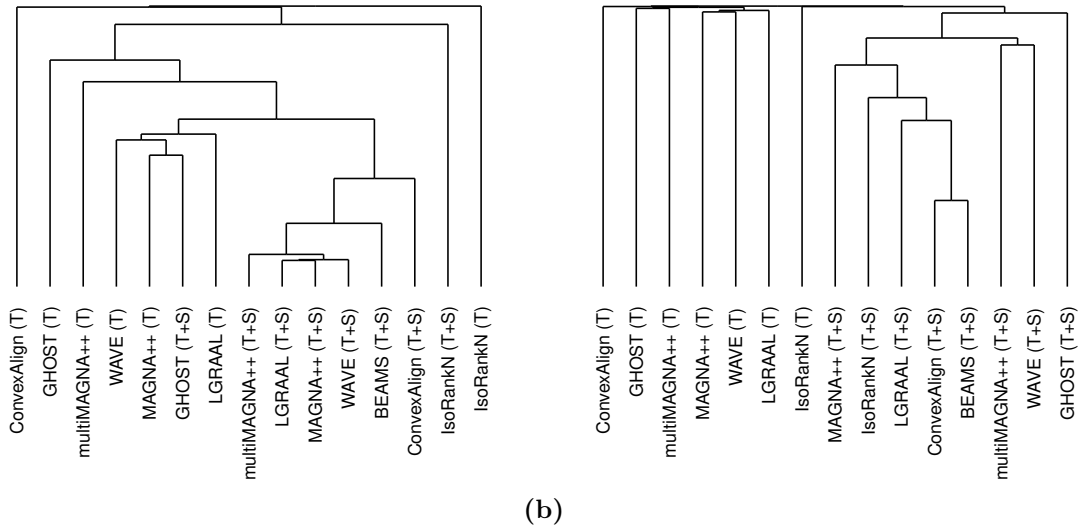 ConvexAlign (T)
GHOST (T)
multiMAGNA++ (T)
WAVE (T)
MAGNA++ (T)
GHOST (T+S)
LGRAAL (T)
multiMAGNA++ (T+S)
LGRAAL (T+S)
MAGNA++ (T+S)
WAVE (T+S)
BEAMS (T+S)
ConvexAlign (T+S)
IsoRankN (T+S)
IsoRankN (T)
ConvexAlign (T)
GHOST (T)
multiMAGNA++ (T)
MAGNA++ (T)
WAVE (T)
LGRAAL (T)
IsoRankN (T)
MAGNA++ (T+S)
IsoRankN (T+S)
LGRAAL (T+S)
ConvexAlign (T+S)
BEAMS (T+S)
multiMAGNA++ (T+S)
WAVE (T+S)
GHOST (T+S)
(b)